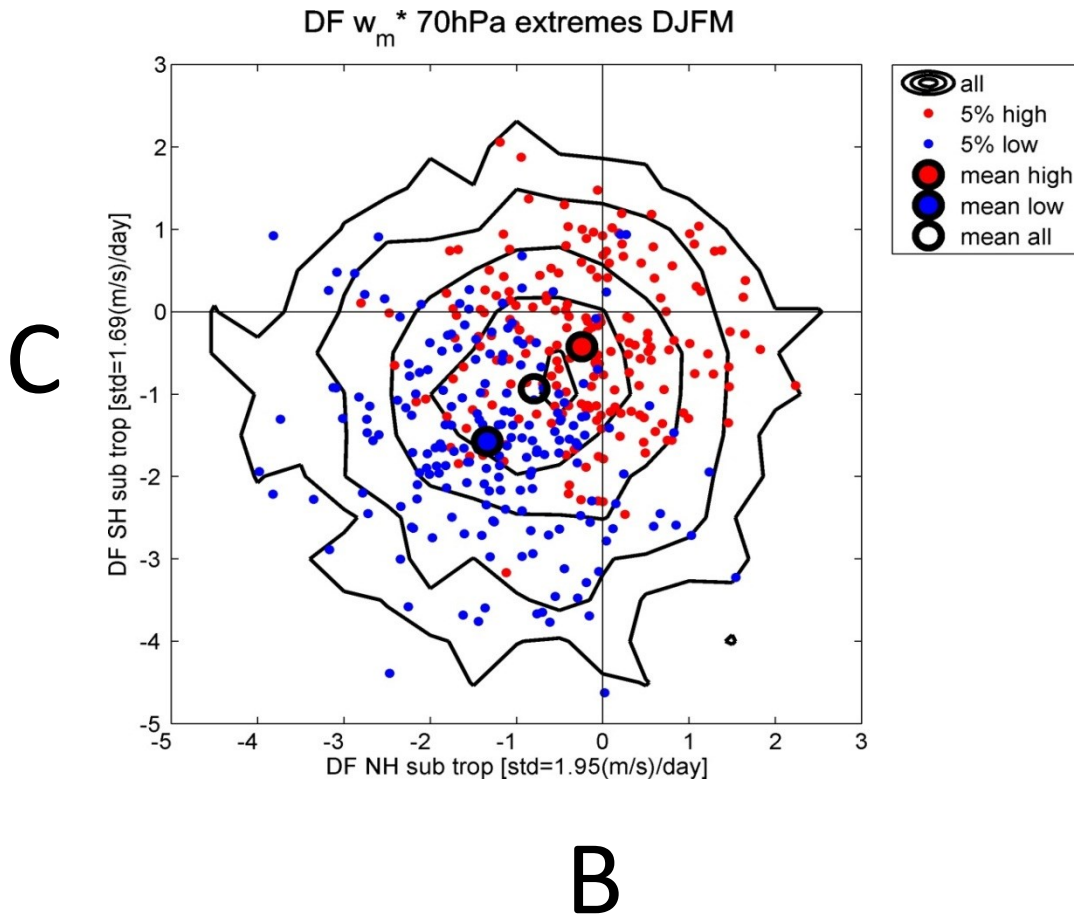 DF w_m* 70hPa extremes DJFM
3
2
1
0
-1
-2
-3
-4
-5
-5
-4
-3
-2
-1
0
1
2
3
DF SH sub trop [std=1.69(m/s)/day]
DF NH sub trop [std=1.95(m/s)/day]
all
5% high
5% low
mean high
mean low
mean all
C
B